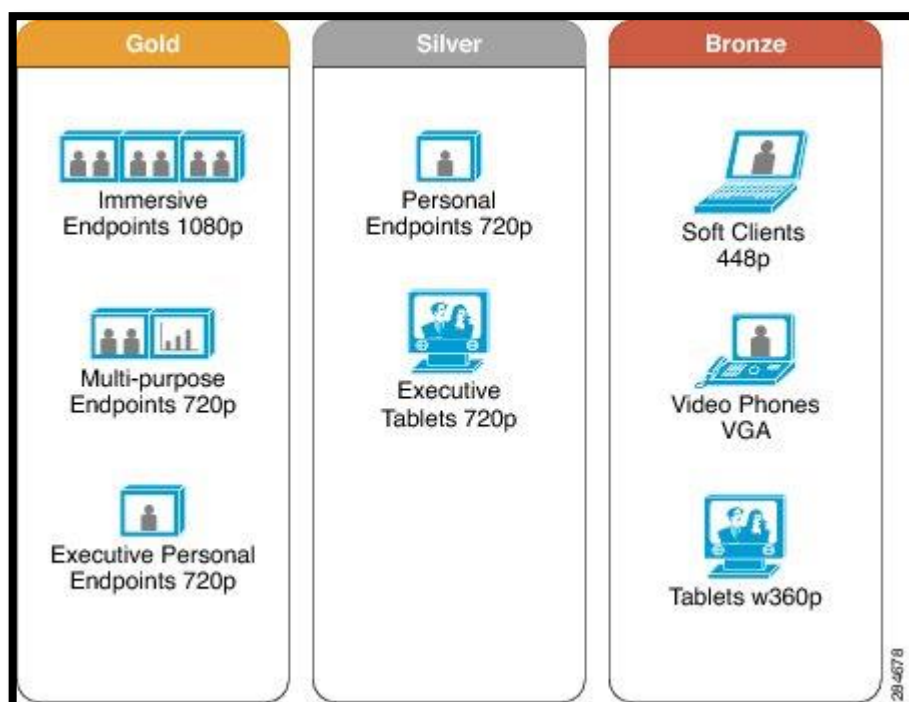 Gold
Immersive
Endpoints 1080p
Multi-purpose
Endpoints 720p
Executive Personal
Endpoints 720p
Silver
Personal
Endpoints 720p
Executive
Tablets 720p
Bronze
Soft Clients
448p
Video Phones
VGA
Tablets w360p
284678